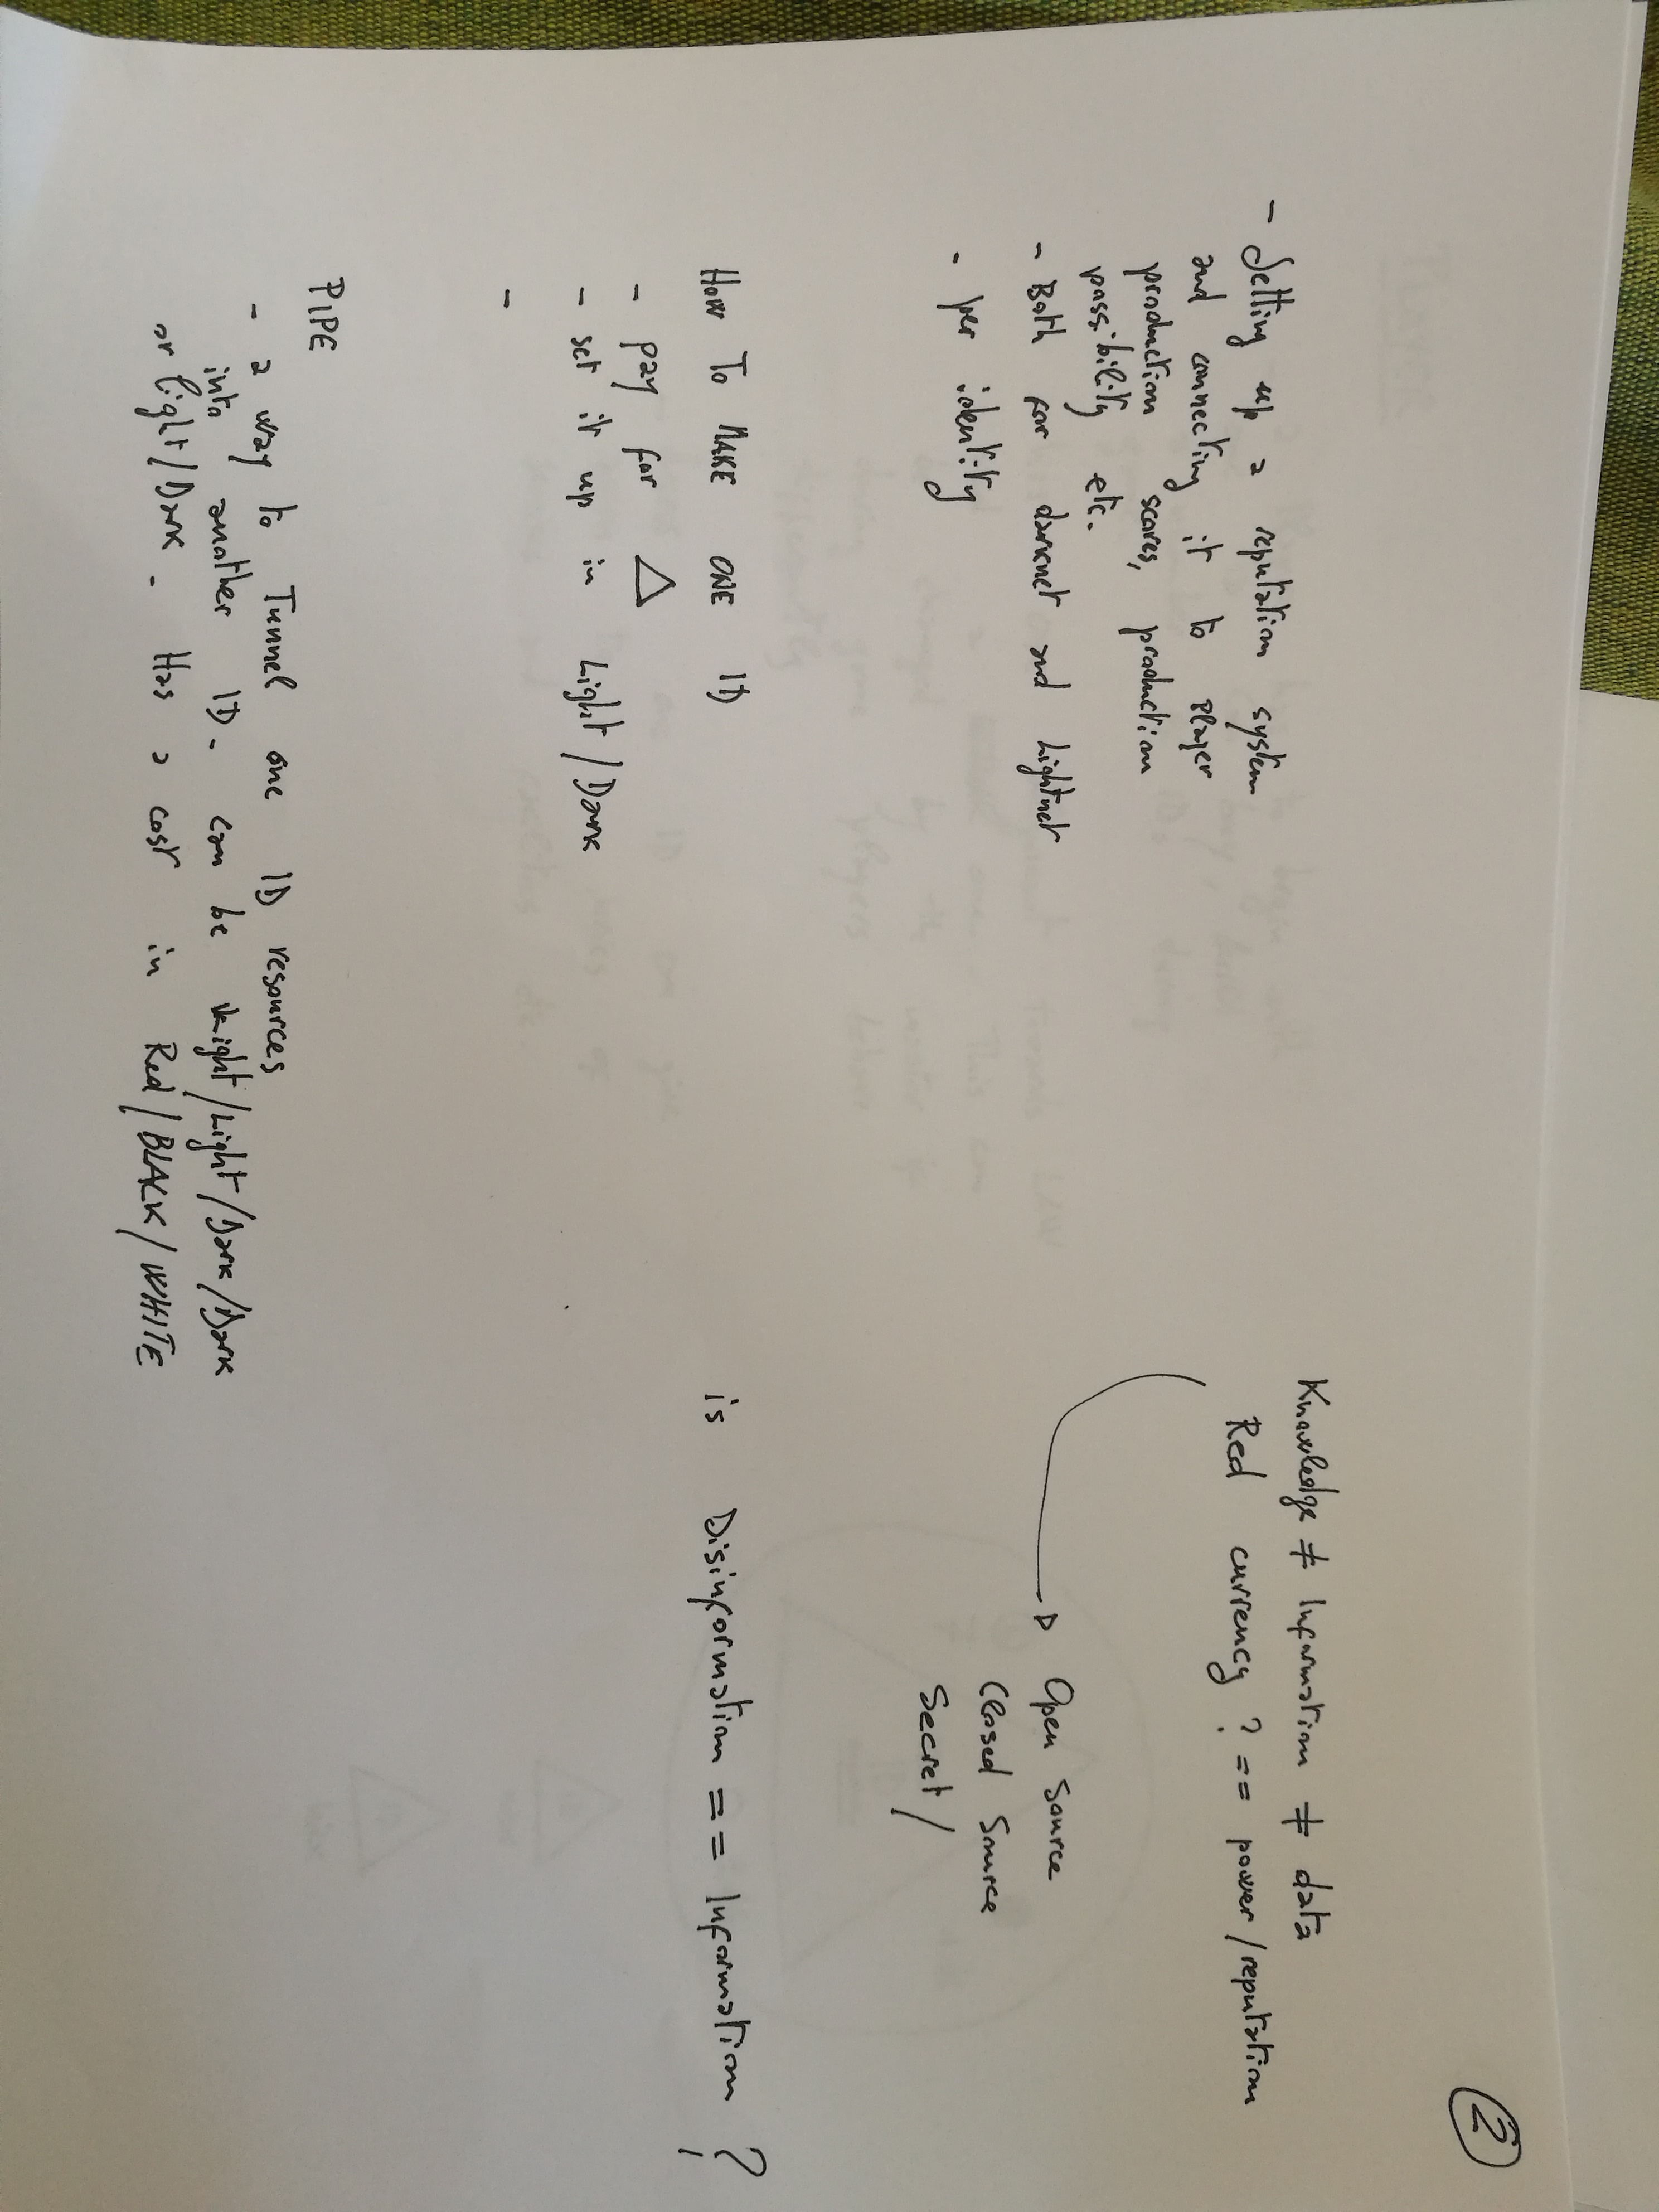 ②
- Setting up a reputation system
and connecting it to player
production scores, production
possibility etc.
- Both for darknet and Lightnet
- per identity
HOW TO MAKE ONE ID
- pay for △
- set it up in Light/Dark
-
PIPE
- a way to Tunnel one ID resources
into another ID. can be Light/Dark/Dark
or light/Dark. Has a cost in Red/BLACK/WHITE
Knowledge ≠ Information ≠ data
Red currency? == power/reputation
Open Source
Closed Source
Secret/
is Disinformation == Information ?